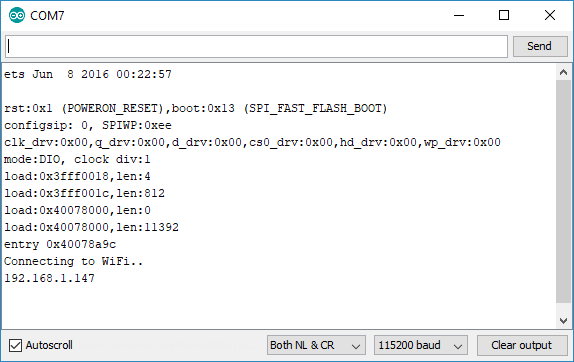 COM7
Send
ets Jun  8 2016 00:22:57
rst:0x1 (POWERON_RESET),boot:0x13 (SPI_FAST_FLASH_BOOT)
configsip: 0, SPIWP:0xee
clk_drv:0x00,q_drv:0x00,d_drv:0x00,cs0_drv:0x00,hd_drv:0x00,wp_drv:0x00
mode:DIO, clock div:1
load:0x3fff0018,len:4
load:0x3fff001c,len:812
load:0x40078000,len:0
load:0x40078000,len:11392
entry 0x40078a9c
Connecting to WiFi..
192.168.1.147
Autoscroll Both NL & CR 115200 baud Clear output